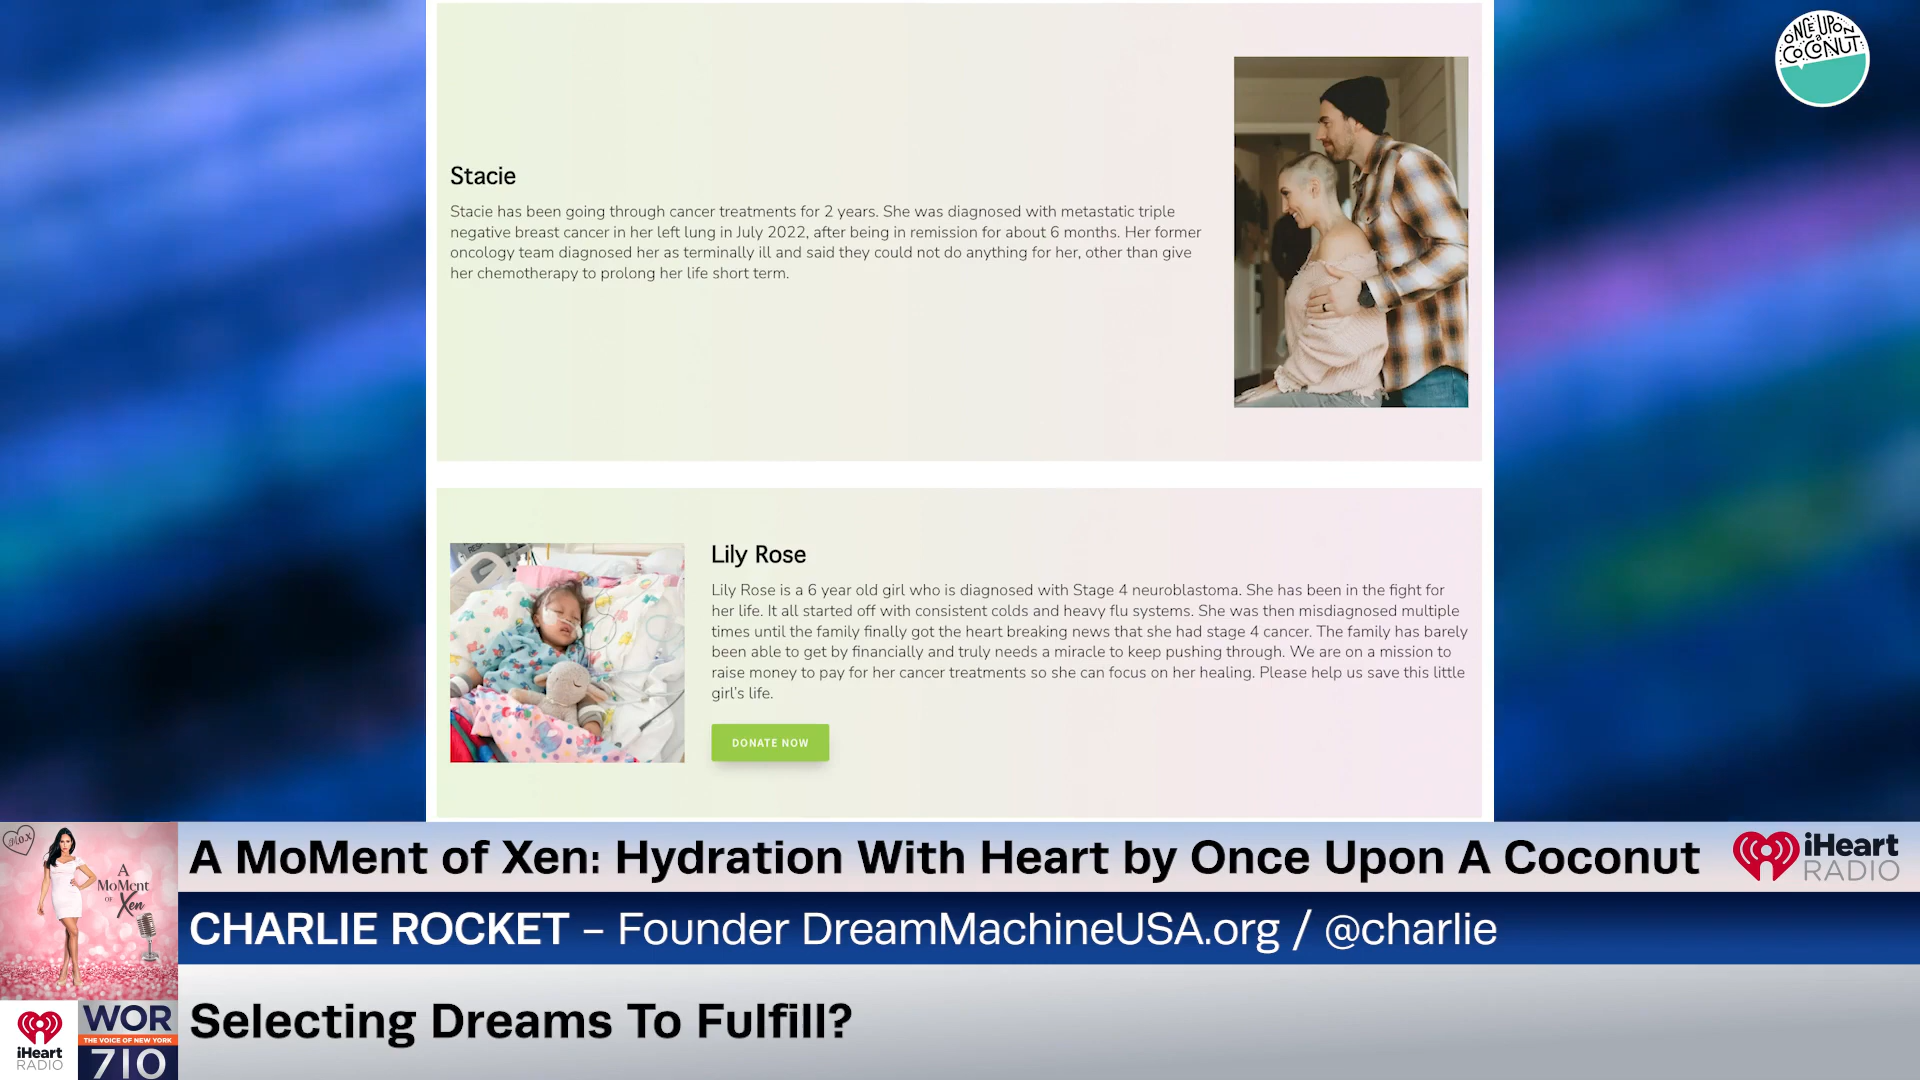 ONCE UPON
a
COCONUT
Stacie
Stacie has been going through cancer treatments for 2 years. She was diagnosed with metastatic triple
negative breast cancer in her left lung in July 2022, after being in remission for about 6 months. Her former
oncology team diagnosed her as terminally ill and said they could not do anything for her, other than give
her chemotherapy to prolong her life short term.
Lily Rose
Lily Rose is a 6 year old girl who is diagnosed with Stage 4 neuroblastoma. She has been in the fight for
her life. It all started off with consistent colds and heavy flu systems. She was then misdiagnosed multiple
times until the family finally got the heart breaking news that she had stage 4 cancer. The family has barely
been able to get by financially and truly needs a miracle to keep pushing through. We are on a mission to
raise money to pay for her cancer treatments so she can focus on her healing. Please help us save this little
girl's life.
DONATE NOW
A MoMent of Xen: Hydration With Heart by Once Upon A Coconut
iHeart
RADIO
M.O.X
A
MoMent
OF Xen
CHARLIE ROCKET – Founder DreamMachineUSA.org / @charlie
Selecting Dreams To Fulfill?
iHeart
RADIO
WOR
THE VOICE OF NEW YORK
710